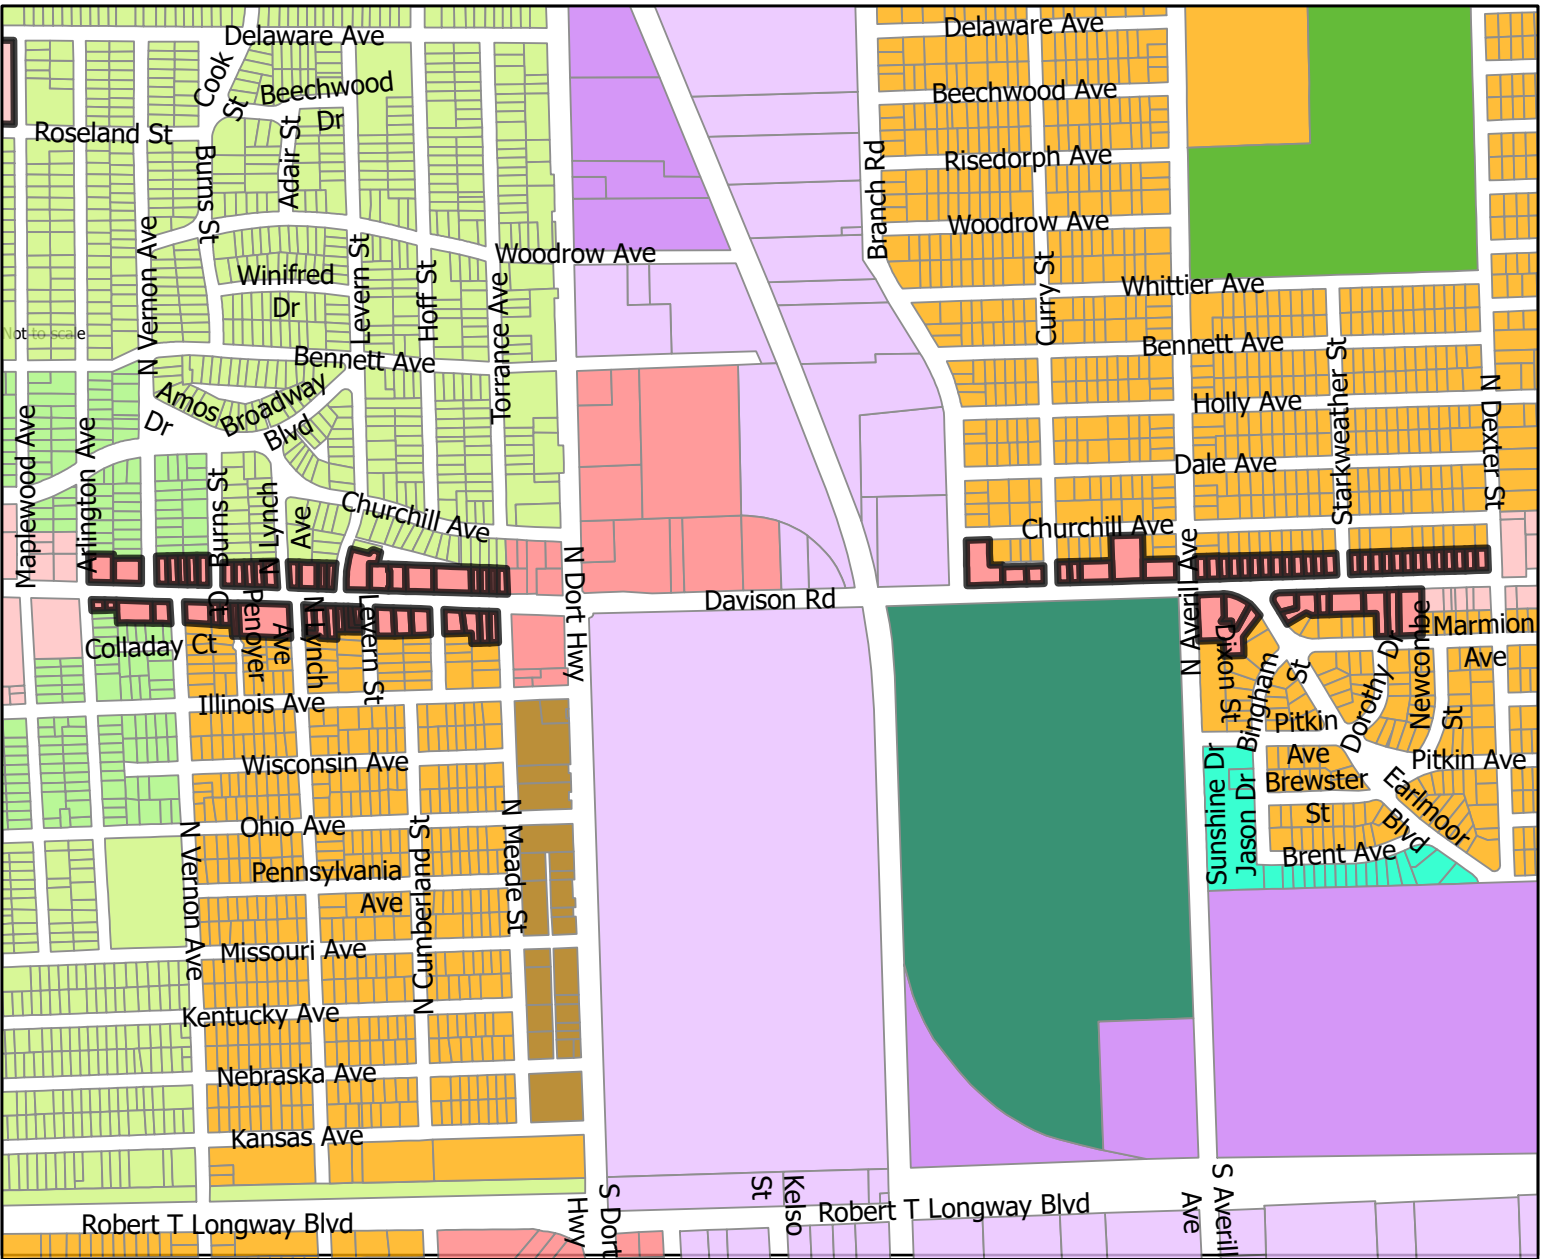 Delaware Ave
Delaware Ave
Cook
St
Beechwood
Dr
Beechwood Ave
Roseland St
Burns St
Adair St
Branch Rd
Risedorph Ave
Woodrow Ave
N Vernon Ave
Woodrow Ave
Levern St
Hoff St
Winifred
Dr
Torrance Ave
Curry St
Whittier Ave
Not to scale
Bennett Ave
Bennett Ave
Starkweather St
N Dexter St
Amos
Dr
Broadway
Blvd
Holly Ave
Maplewood Ave
Arlington Ave
Dale Ave
Burns St
Ct
N Lynch
Ave
Churchill Ave
Churchill Ave
N Averill Ave
N Dort Hwy
Davison Rd
Colladay Ct
Penoyer
Ave
N Lynch
Levern St
Marmion
Ave
Dixon St
Bingham
St
Dorothy Dr
Newcombe
St
Illinois Ave
Pitkin
Ave
Pitkin Ave
Wisconsin Ave
Sunshine Dr
Jason Dr
Brewster
St
Earlmoor
Blvd
N Meade St
N Vernon Ave
Ohio Ave
N Cumberland St
Brent Ave
Pennsylvania
Ave
Missouri Ave
Kentucky Ave
Nebraska Ave
Kansas Ave
S Dort
Hwy
Kelso
St
Robert T Longway Blvd
S Averill
Ave
Robert T Longway Blvd